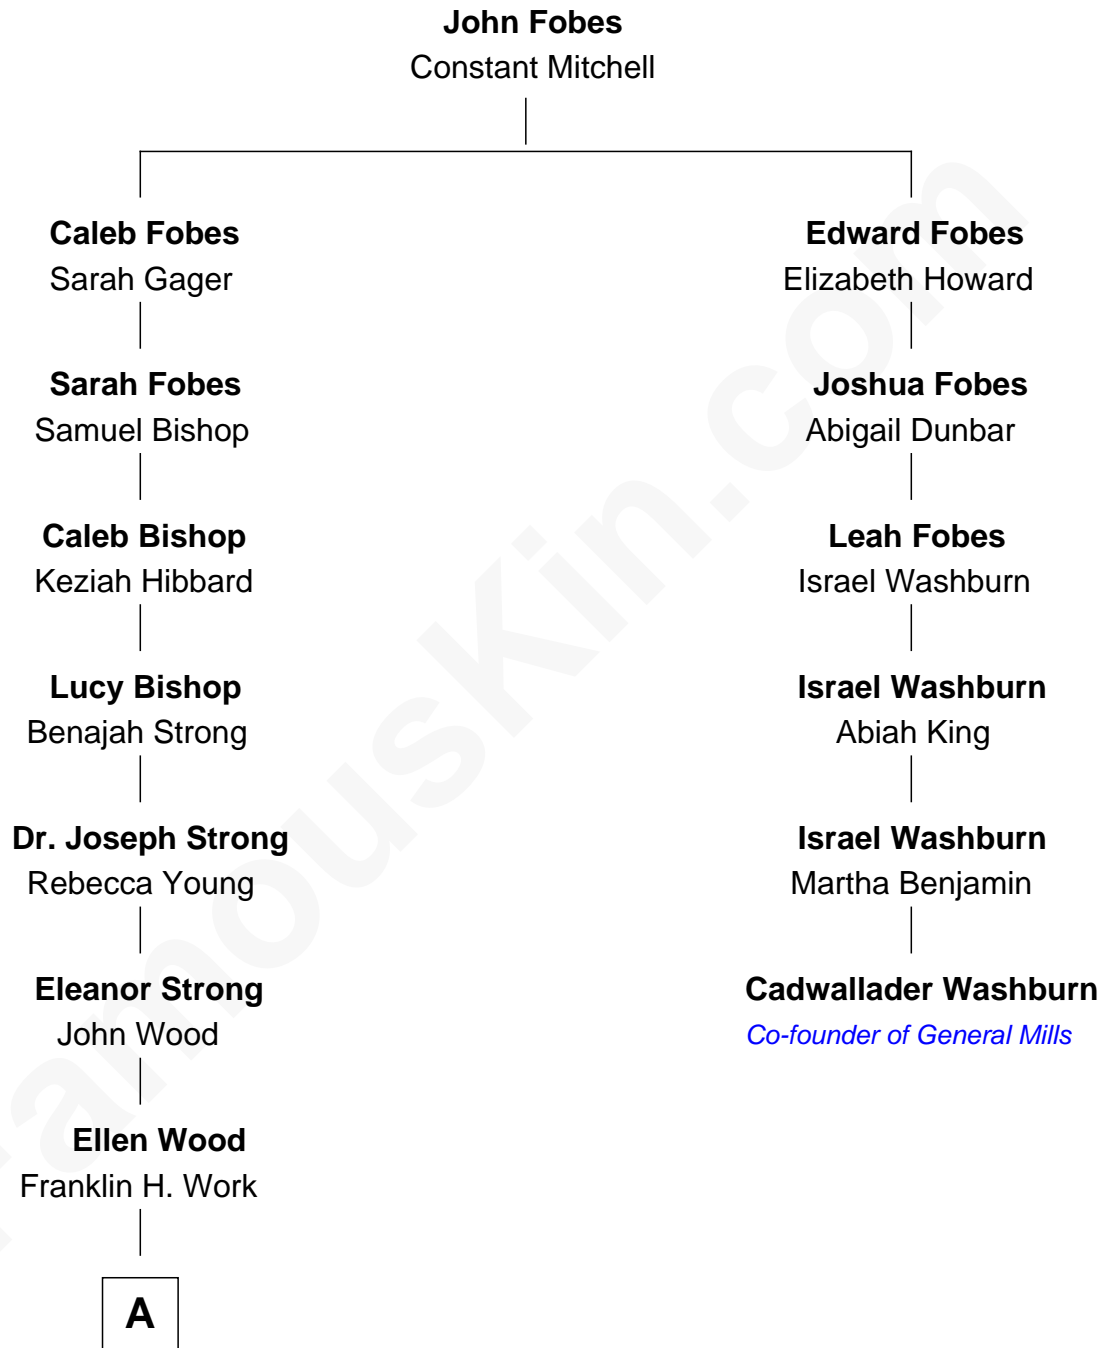 John Fobes
Constant Mitchell
Caleb Fobes
Sarah Gager
Edward Fobes
Elizabeth Howard
Sarah Fobes
Samuel Bishop
Joshua Fobes
Abigail Dunbar
Caleb Bishop
Keziah Hibbard
Leah Fobes
Israel Washburn
Lucy Bishop
Benajah Strong
Israel Washburn
Abiah King
Dr. Joseph Strong
Rebecca Young
Israel Washburn
Martha Benjamin
Eleanor Strong
John Wood
Cadwallader Washburn
Co-founder of General Mills
Ellen Wood
Franklin H. Work
A
FamousKin.com